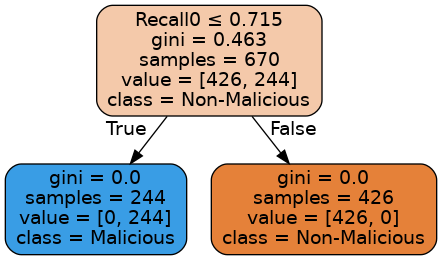 Recall0 ≤ 0.715
gini = 0.463
samples = 670
value = [426, 244]
class = Non-Malicious
True
False
gini = 0.0
samples = 244
value = [0, 244]
class = Malicious
gini = 0.0
samples = 426
value = [426, 0]
class = Non-Malicious